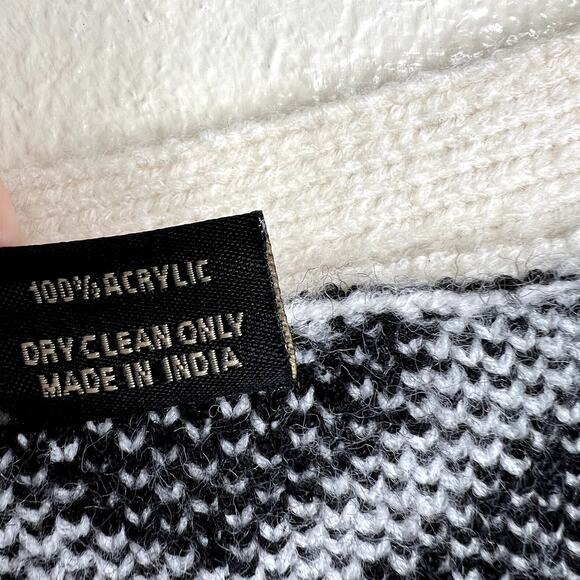 100% ACRYLIC
DRY CLEAN ONLY
MADE IN INDIA